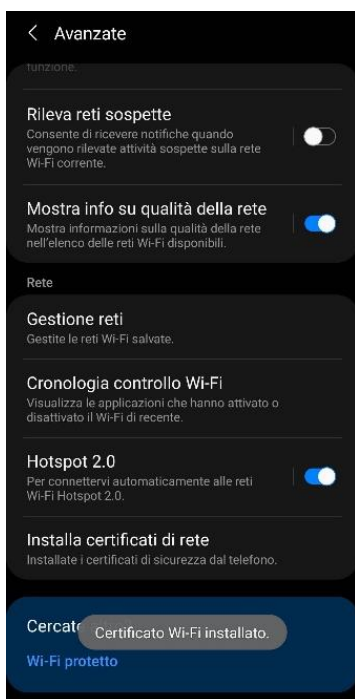 Avanzate
funzione.
Rileva reti sospette
Consente di ricevere notifiche quando
vengono rilevate attività sospette sulla rete
Wi-Fi corrente.
Mostra info su qualità della rete
Mostra informazioni sulla qualità della rete
nell'elenco delle reti Wi-Fi disponibili.
Rete
Gestione reti
Gestite le reti Wi-Fi salvate.
Cronologia controllo Wi-Fi
Visualizza le applicazioni che hanno attivato o
disattivato il Wi-Fi di recente.
Hotspot 2.0
Per connettervi automaticamente alle reti
Wi-Fi Hotspot 2.0.
Installa certificati di rete
Installate i certificati di sicurezza dal telefono.
Cercate
Certificato Wi-Fi installato.
Wi-Fi protetto